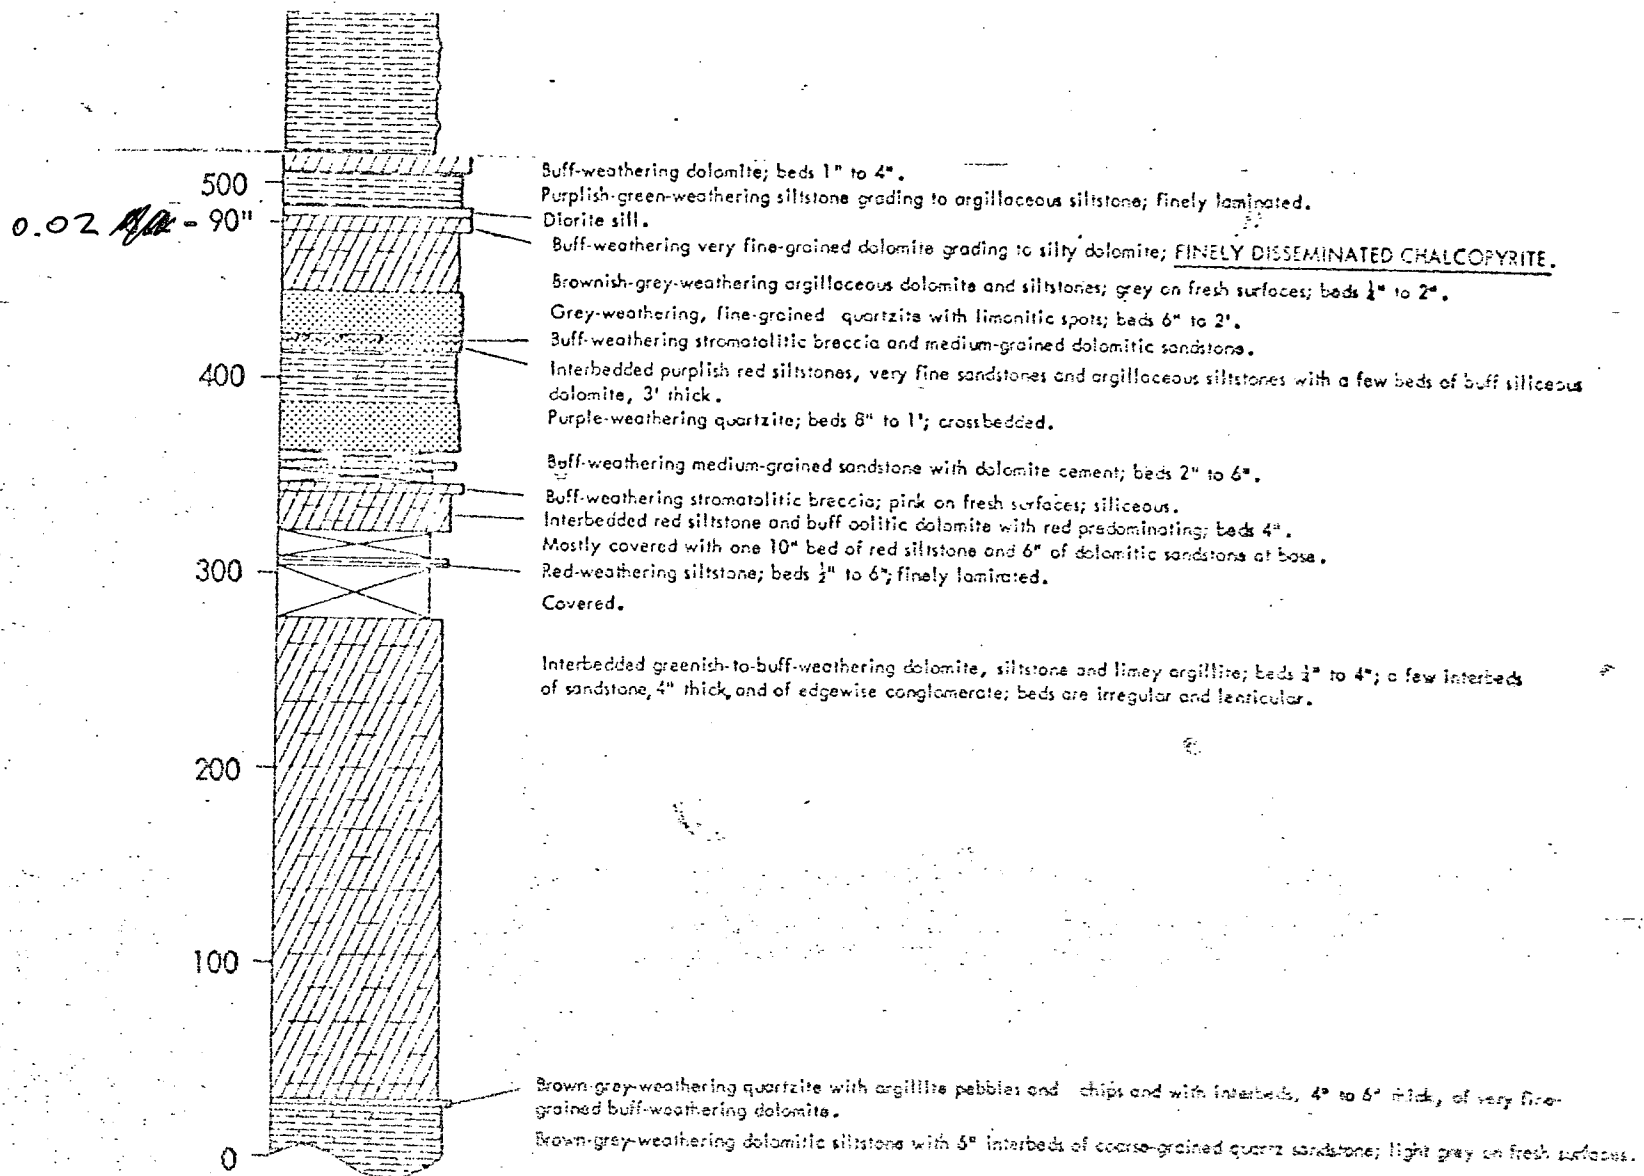 Buff-weathering dolomite; beds 1" to 4".
500
Purplish-green-weathering siltstone grading to argillaceous siltstone; finely laminated.
0.02 - 90"
Diorite sill.
Buff-weathering very fine-grained dolomite grading to silty dolomite; FINELY DISSEMINATED CHALCOPYRITE.
Brownish-grey-weathering argillaceous dolomite and siltstones; grey on fresh surfaces; beds to 2".
Grey-weathering, fine-grained quartzite with limonitic spots; beds 6" to 2'.
Buff-weathering stromatolitic breccia and medium-grained dolomitic sandstone.
400
Interbedded purplish red siltstones, very fine sandstones and argillaceous siltstones with a few beds of buff siliceous
dolomite, 3' thick.
Purple-weathering quartzite; beds 8" to 1'; crossbedded.
Buff-weathering medium-grained sandstone with dolomite cement; beds 2" to 6".
Buff-weathering stromatolitic breccia; pink on fresh surfaces; siliceous.
Interbedded red siltstone and buff oolitic dolomite with red predominating; beds 4".
Mostly covered with one 10" bed of red siltstone and 6" of dolomitic sandstone at base.
300
Red-weathering siltstone; beds ½" to 6"; finely laminated.
Covered.
Interbedded greenish-to-buff-weathering dolomite, siltstone and limey argillite; beds to 4"; a few interbeds
of sandstone, 4" thick, and of edgewise conglomerate; beds are irregular and lenticular.
200
100
Brown-grey-weathering quartzite with argillite pebbles and chips and with interbeds, 4" to 6" thick, of very fine-
grained buff-weathering dolomite.
0
Brown-grey-weathering dolomitic siltstone with 6" interbeds of coarse-grained quartz sandstone; light grey on fresh surfaces.